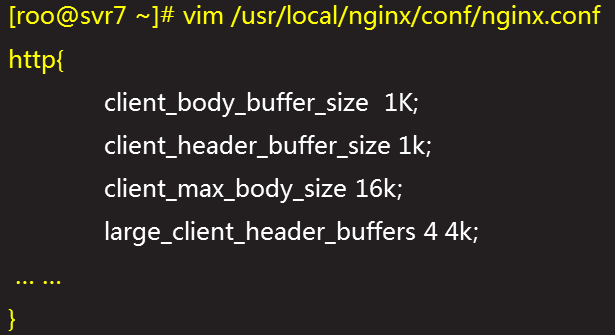 [roo@svr7 ~]# vim /usr/local/nginx/conf/nginx.conf
http{
client_body_buffer_size  1K;
client_header_buffer_size 1k;
client_max_body_size 16k;
large_client_header_buffers 4 4k;
... ...
}